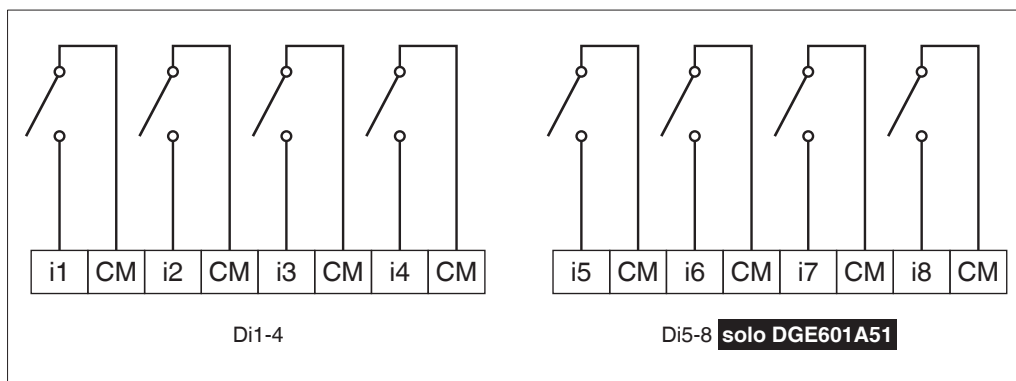 i1 CM i2 CM i3 CM i4 CM i5 CM i6 CM i7 CM i8 CM
Di1-4 Di5-8 solo DGE601A51